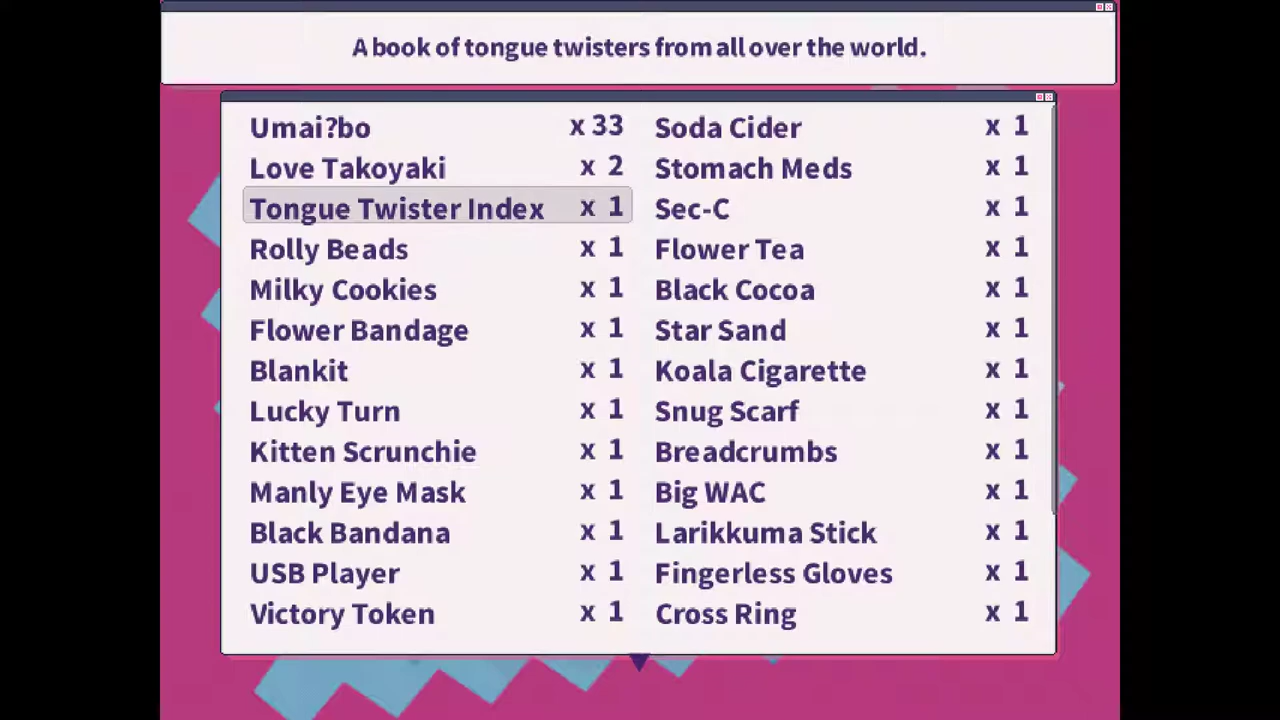 A book of tongue twisters from all over the world.
Umai?bo x 33 Soda Cider x 1
Love Takoyaki x 2 Stomach Meds x 1
Tongue Twister Index x 1 Sec-C x 1
Rolly Beads x 1 Flower Tea x 1
Milky Cookies x 1 Black Cocoa x 1
Flower Bandage x 1 Star Sand x 1
Blankit x 1 Koala Cigarette x 1
Lucky Turn x 1 Snug Scarf x 1
Kitten Scrunchie x 1 Breadcrumbs x 1
Manly Eye Mask x 1 Big WAC x 1
Black Bandana x 1 Larikkuma Stick x 1
USB Player x 1 Fingerless Gloves x 1
Victory Token x 1 Cross Ring x 1